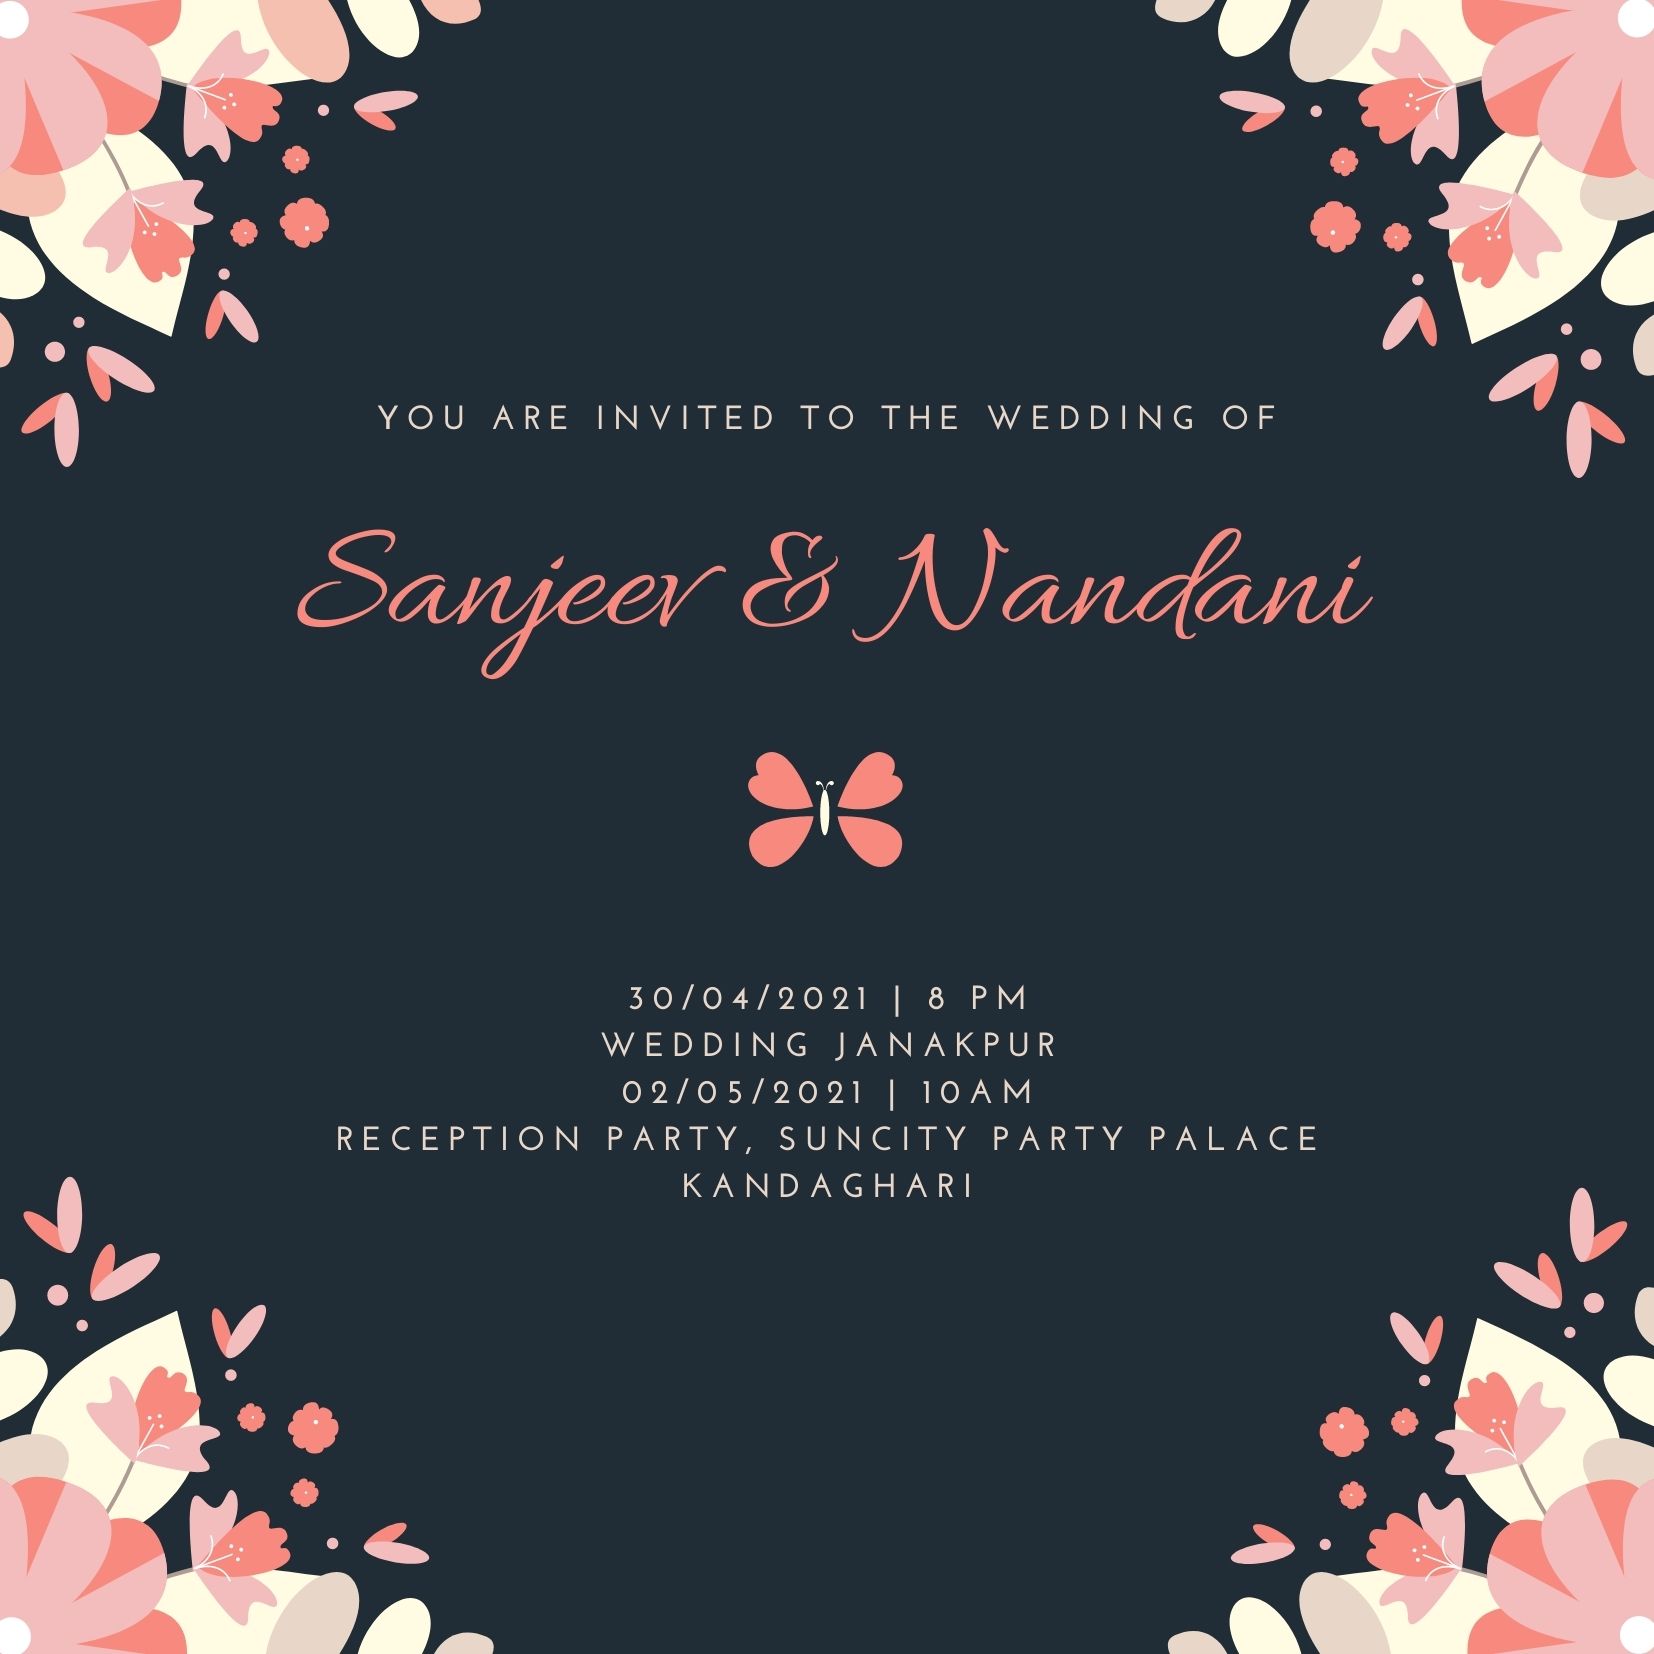 YOU ARE INVITED TO THE WEDDING OF
Sanjeev & Nandani
30/04/2021 | 8 PM
WEDDING JANAKPUR
02/05/2021 | 10AM
RECEPTION PARTY, SUNCITY PARTY PALACE
KANDAGHARI